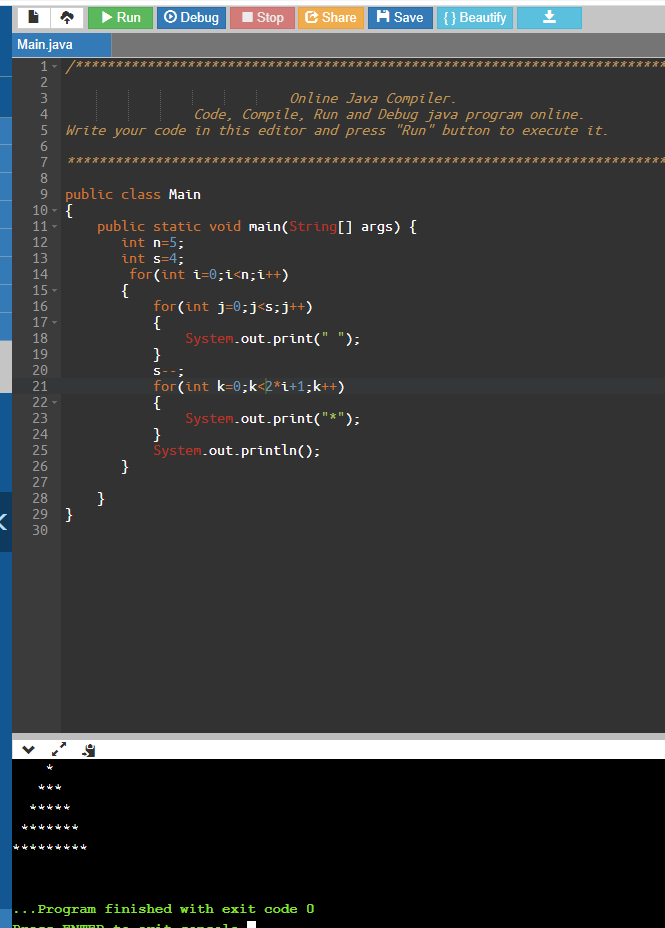 Run Debug Stop Share Save { } Beautify
Main.java
1 /***************************************************************************
2
3 Online Java Compiler.
4 Code, Compile, Run and Debug java program online.
5 Write your code in this editor and press "Run" button to execute it.
6
7 ***************************************************************************
8
9 public class Main
10 {
11 public static void main(String[] args) {
12 int n=5;
13 int s=4;
14 for(int i=0;i<n;i++)
15 {
16 for(int j=0;j<s;j++)
17 {
18 System.out.print(" ");
19 }
20 s--;
21 for(int k=0;k<2*i+1;k++)
22 {
23 System.out.print("*");
24 }
25 System.out.println();
26 }
27
28 }
29 }
30
K
*
***
*****
*******
*********
...Program finished with exit code 0
Press ENTER to exit console.